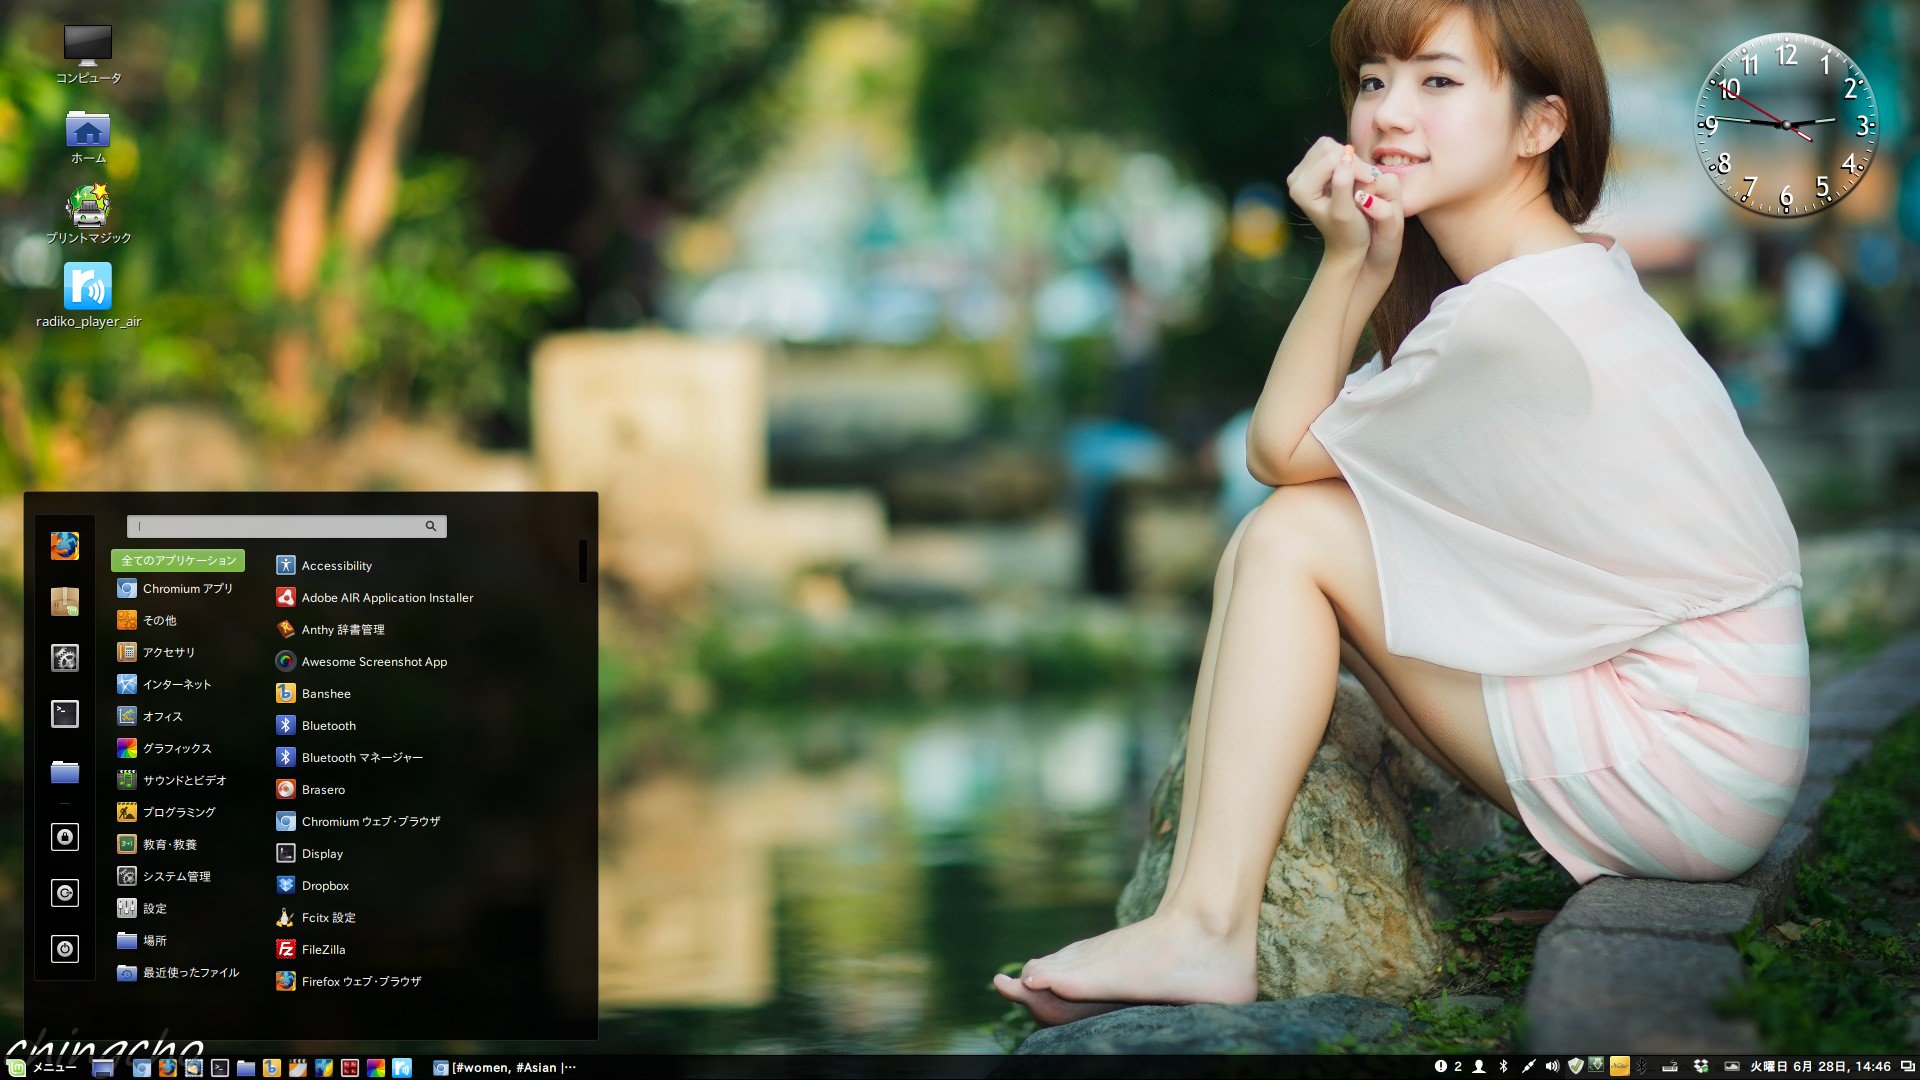 コンピュータ
ホーム
プリントマジック
radiko_player_air
12
1
2
3
4
5
6
7
8
9
10
11
全てのアプリケーション
Chromium アプリ
その他
アクセサリ
インターネット
オフィス
グラフィックス
サウンドとビデオ
プログラミング
教育・教養
システム管理
設定
場所
最近使ったファイル
Accessibility
Adobe AIR Application Installer
Anthy 辞書管理
Awesome Screenshot App
Banshee
Bluetooth
Bluetooth マネージャー
Brasero
Chromium ウェブ・ブラウザ
Display
Dropbox
Fcitx 設定
FileZilla
Firefox ウェブ・ブラウザ
chingcho
メニュー
[#women, #Asian |…
2
火曜日 6月 28日, 14:46